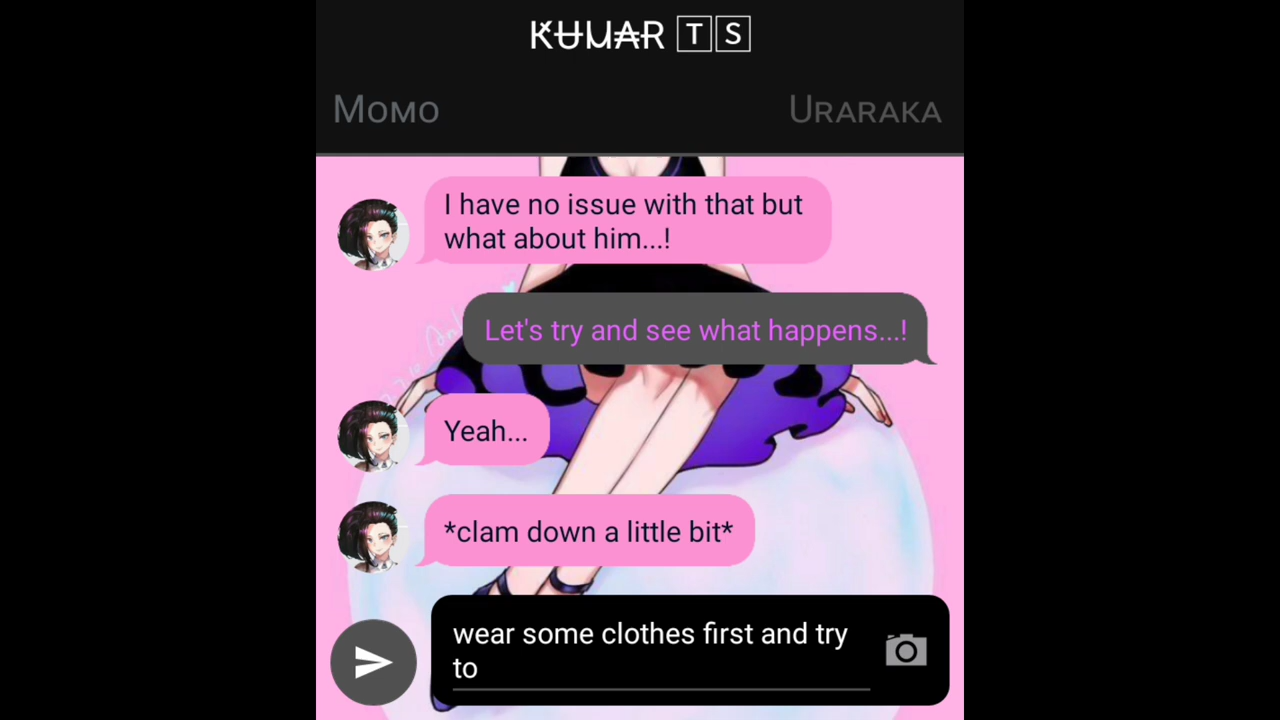 KUMAR 🅃🅂
Momo
Uraraka
I have no issue with that but
what about him...!
Let's try and see what happens...!
Yeah...
*clam down a little bit*
wear some clothes first and try
to